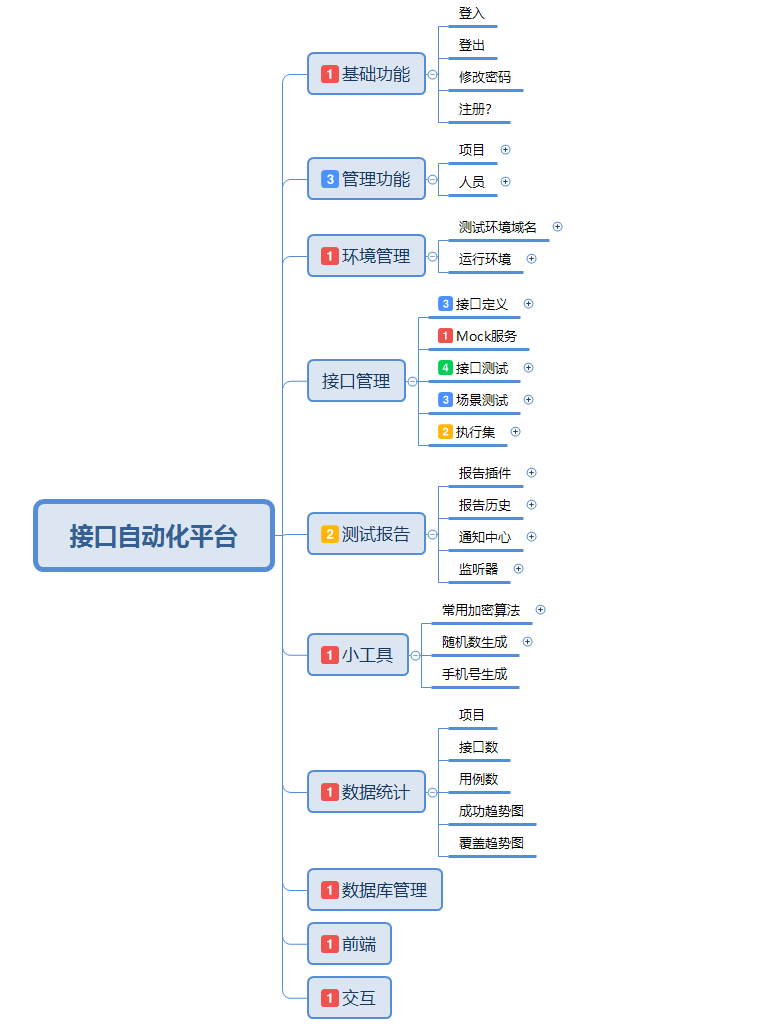 接口自动化平台
1 基础功能
登入
登出
修改密码
注册?
3 管理功能
项目
人员
1 环境管理
测试环境域名
运行环境
接口管理
3 接口定义
1 Mock服务
4 接口测试
3 场景测试
2 执行集
2 测试报告
报告插件
报告历史
通知中心
监听器
1 小工具
常用加密算法
随机数生成
手机号生成
1 数据统计
项目
接口数
用例数
成功趋势图
覆盖趋势图
1 数据库管理
1 前端
1 交互